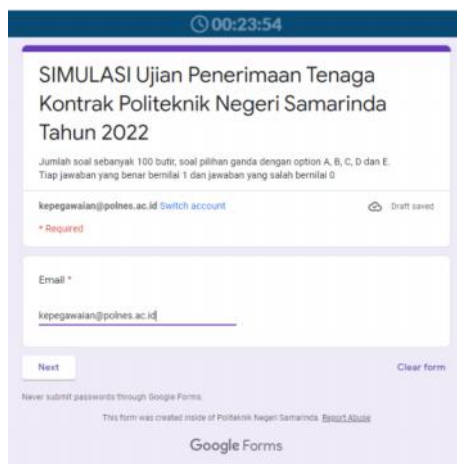 00:23:54
SIMULASI Ujian Penerimaan Tenaga
Kontrak Politeknik Negeri Samarinda
Tahun 2022
Jumlah soal sebanyak 100 butir, soal pilihan ganda dengan option A, B, C, D dan E.
Tiap jawaban yang benar bernilai 1 dan jawaban yang salah bernilai 0
kepegawaian@polnes.ac.id Switch account Draft saved
* Required
Email *
kepegawaian@polnes.ac.id
Next Clear form
Never submit passwords through Google Forms.
This form was created inside of Politeknik Negeri Samarinda. Report Abuse
Google Forms